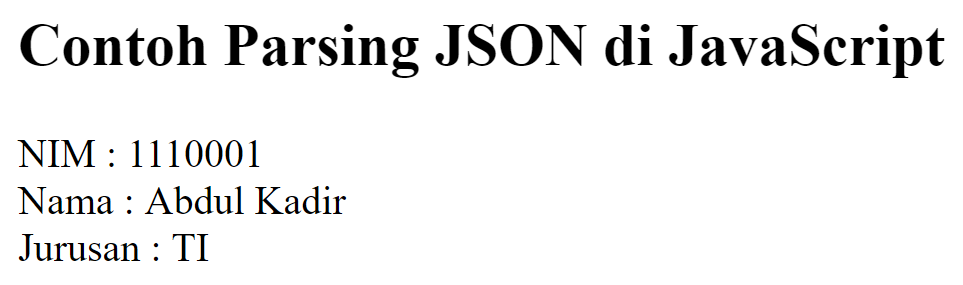 Contoh Parsing JSON di JavaScript
NIM : 1110001
Nama : Abdul Kadir
Jurusan : TI